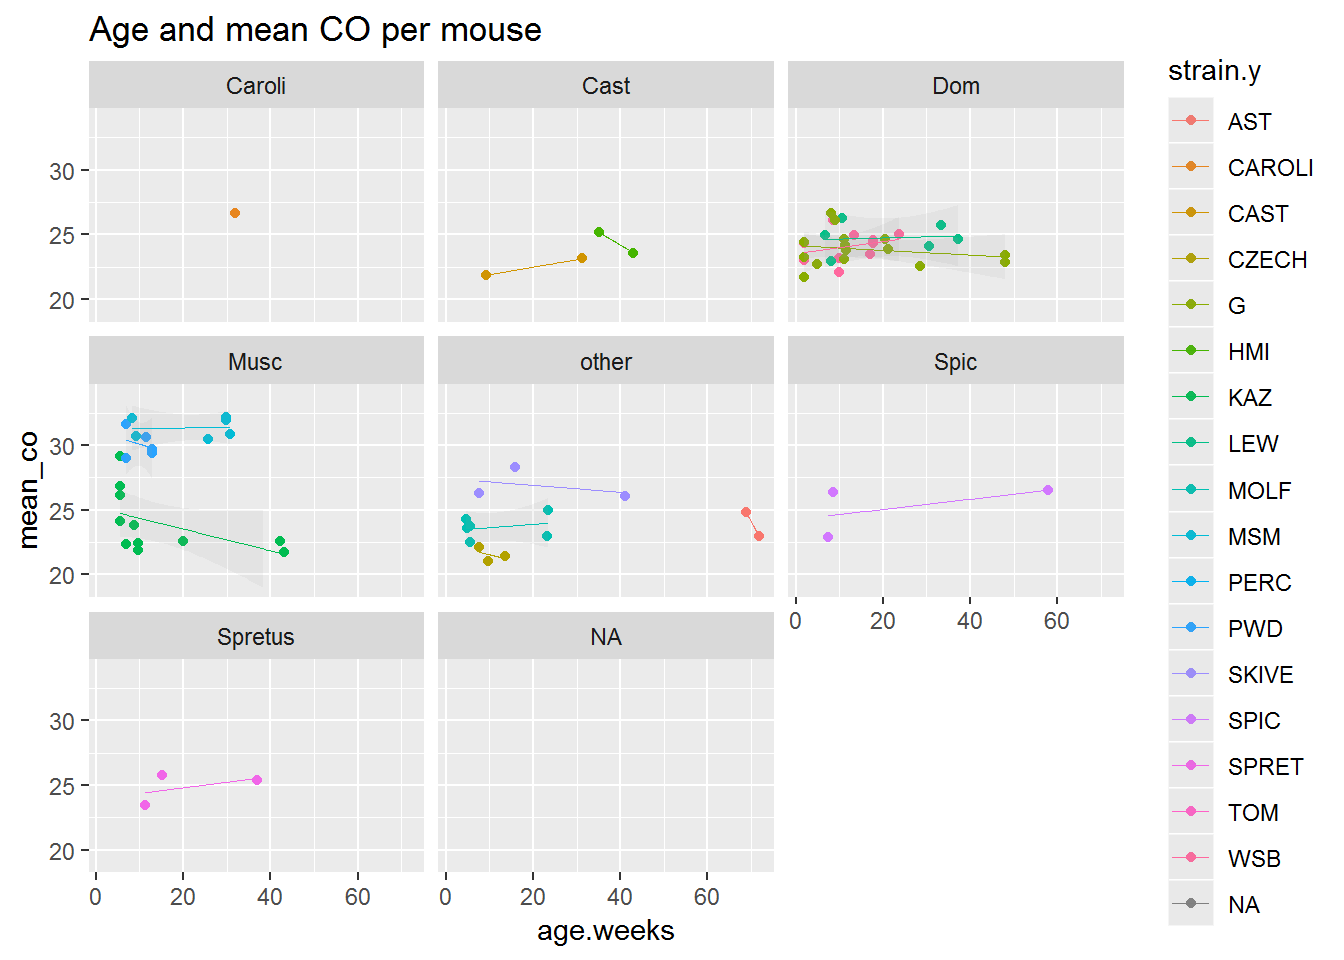 Age and mean CO per mouse
Caroli
Cast
Dom
30
25
20
Musc
other
Spic
30
25
20
0
20
40
60
Spretus
NA
30
25
20
0
20
40
60
0
20
40
60
age.weeks
mean_co
strain.y
AST
CAROLI
CAST
CZECH
G
HMI
KAZ
LEW
MOLF
MSM
PERC
PWD
SKIVE
SPIC
SPRET
TOM
WSB
NA